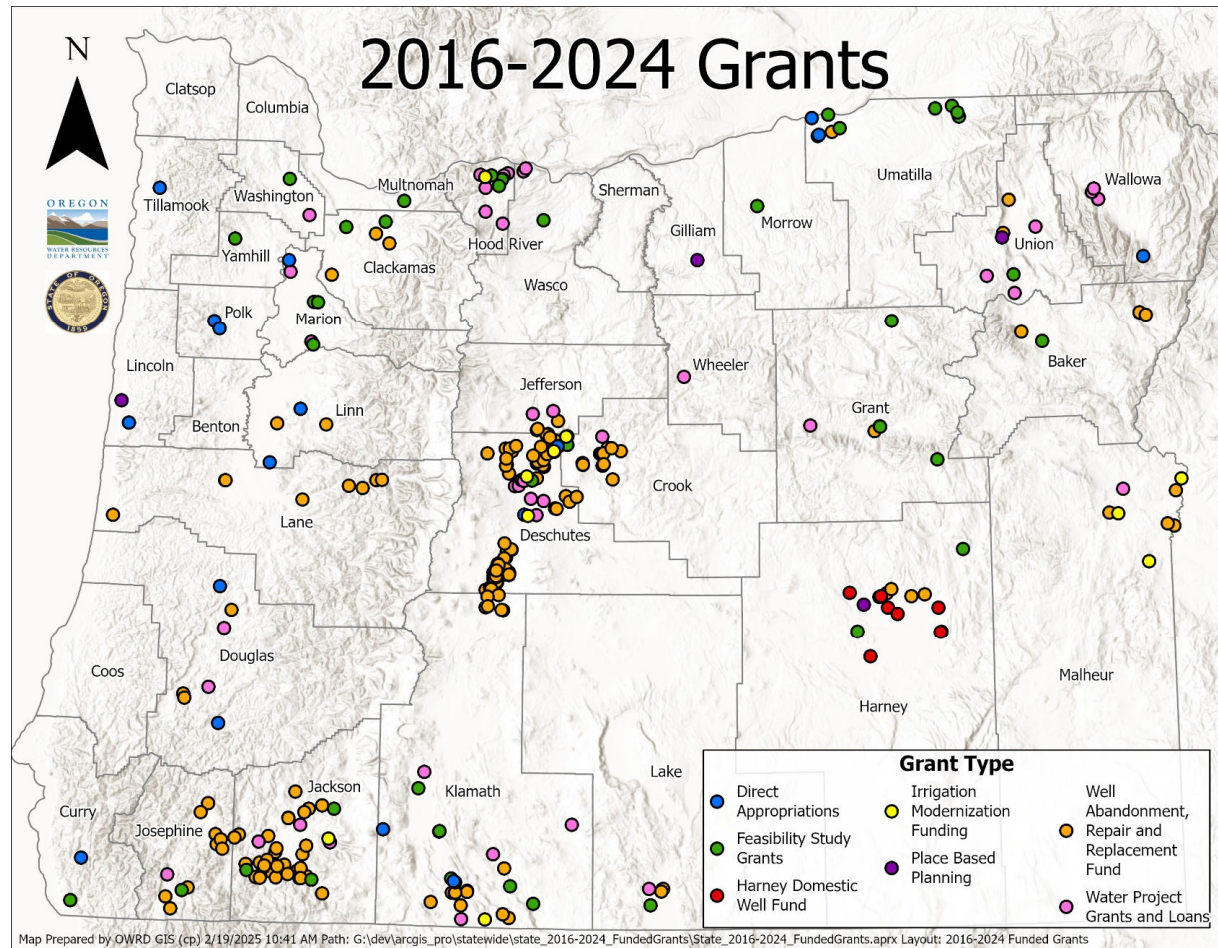 2016-2024 Grants
N
Clatsop
Columbia
Tillamook
Washington
Multnomah
Hood River
Sherman
Umatilla
Wallowa
Yamhill
Clackamas
Gilliam
Morrow
Union
Wasco
Polk
Marion
Lincoln
Jefferson
Wheeler
Baker
Benton
Linn
Grant
Crook
Lane
Deschutes
Coos
Douglas
Harney
Malheur
Curry
Josephine
Jackson
Klamath
Lake
OREGON
WATER RESOURCES
DEPARTMENT
STATE OF OREGON
1859
Grant Type
Direct
Appropriations
Feasibility Study
Grants
Harney Domestic
Well Fund
Irrigation
Modernization
Funding
Place Based
Planning
Well
Abandonment,
Repair and
Replacement
Fund
Water Project
Grants and Loans
Map Prepared by OWRD GIS (cp) 2/19/2025 10:41 AM Path: G:\dev\arcgis_pro\statewide\state_2016-2024_FundedGrants\State_2016-2024_FundedGrants.aprx Layout: 2016-2024 Funded Grants